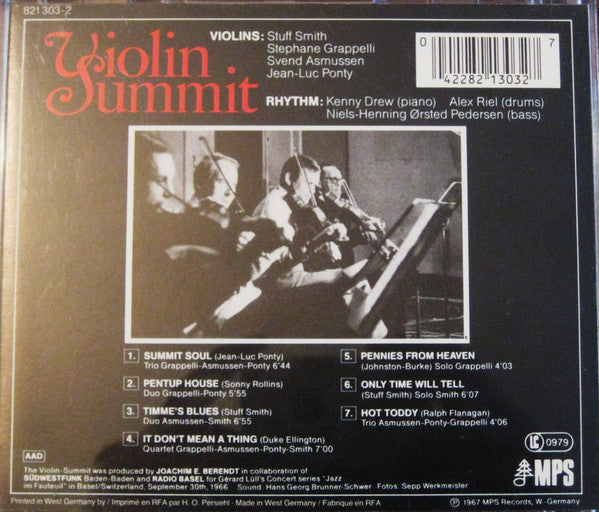 821 303-2
Violin
Summit
VIOLINS: Stuff Smith
Stephane Grappelli
Svend Asmussen
Jean-Luc Ponty
RHYTHM: Kenny Drew (piano) Alex Riel (drums)
Niels-Henning Ørsted Pedersen (bass)
0 42282 13032 7
1. SUMMIT SOUL (Jean-Luc Ponty)
Trio Grappelli-Asmussen-Ponty 6'44
2. PENTUP HOUSE (Sonny Rollins)
Duo Grappelli-Ponty 5'55
3. TIMME'S BLUES (Stuff Smith)
Duo Asmussen-Smith 6'55
4. IT DON'T MEAN A THING (Duke Ellington)
Quartet Grappelli-Asmussen-Ponty-Smith 7'00
5. PENNIES FROM HEAVEN
(Johnston-Burke) Solo Grappelli 4'03
6. ONLY TIME WILL TELL
(Stuff Smith) Solo Smith 6'07
7. HOT TODDY (Ralph Flanagan)
Trio Asmussen-Ponty-Grappelli 4'06
AAD
LC 0979
MPS
The Violin-Summit was produced by JOACHIM E. BERENDT in collaboration of
SÜDWESTFUNK Baden-Baden and RADIO BASEL for Gérard Lüll's Concert series "Jazz
im Fauteuil" in Basel/Switzerland, September 30th, 1966 Sound: Hans Georg Brunner-Schwer Fotos Sepp Werkmeister
Printed in West Germany by / Imprimé en RFA par H. O. Persiehl · Made in West Germany / Fabriqué en RFA
Ⓟ 1967 MPS Records, W.-Germany